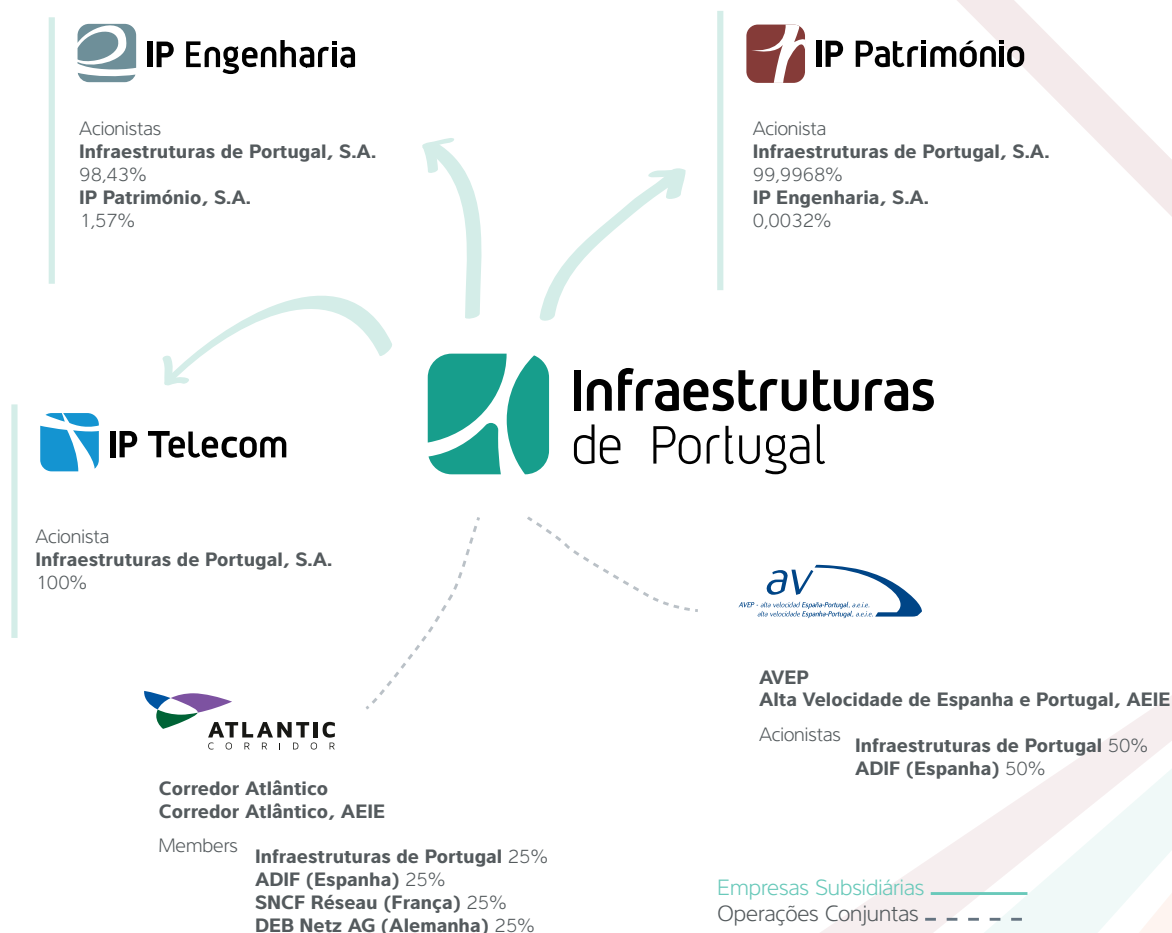 IP Engenharia
Acionistas
Infraestruturas de Portugal, S.A.
98,43%
IP Património, S.A.
1,57%
IP Património
Acionista
Infraestruturas de Portugal, S.A.
99,9968%
IP Engenharia, S.A.
0,0032%
Infraestruturas
de Portugal
IP Telecom
Acionista
Infraestruturas de Portugal, S.A.
100%
av
AVEP - alta velocidad España-Portugal, a.e.i.e.
alta velocidade Espanha-Portugal, a.e.i.e.
AVEP
Alta Velocidade de Espanha e Portugal, AEIE
Acionistas
Infraestruturas de Portugal 50%
ADIF (Espanha) 50%
ATLANTIC
CORRIDOR
Corredor Atlântico
Corredor Atlântico, AEIE
Members
Infraestruturas de Portugal 25%
ADIF (Espanha) 25%
SNCF Réseau (França) 25%
DEB Netz AG (Alemanha) 25%
Empresas Subsidiárias
Operações Conjuntas